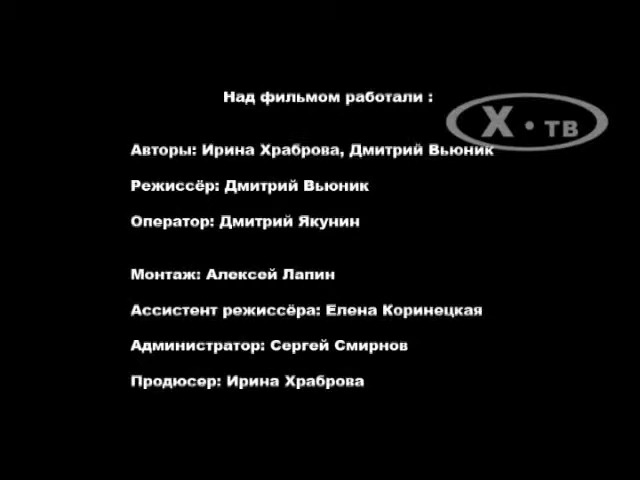 Над фильмом работали :
Х·ТВ
Авторы: Ирина Храброва, Дмитрий Вьюник
Режиссёр: Дмитрий Вьюник
Оператор: Дмитрий Якунин
Монтаж: Алексей Лапин
Ассистент режиссёра: Елена Коринецкая
Администратор: Сергей Смирнов
Продюсер: Ирина Храброва